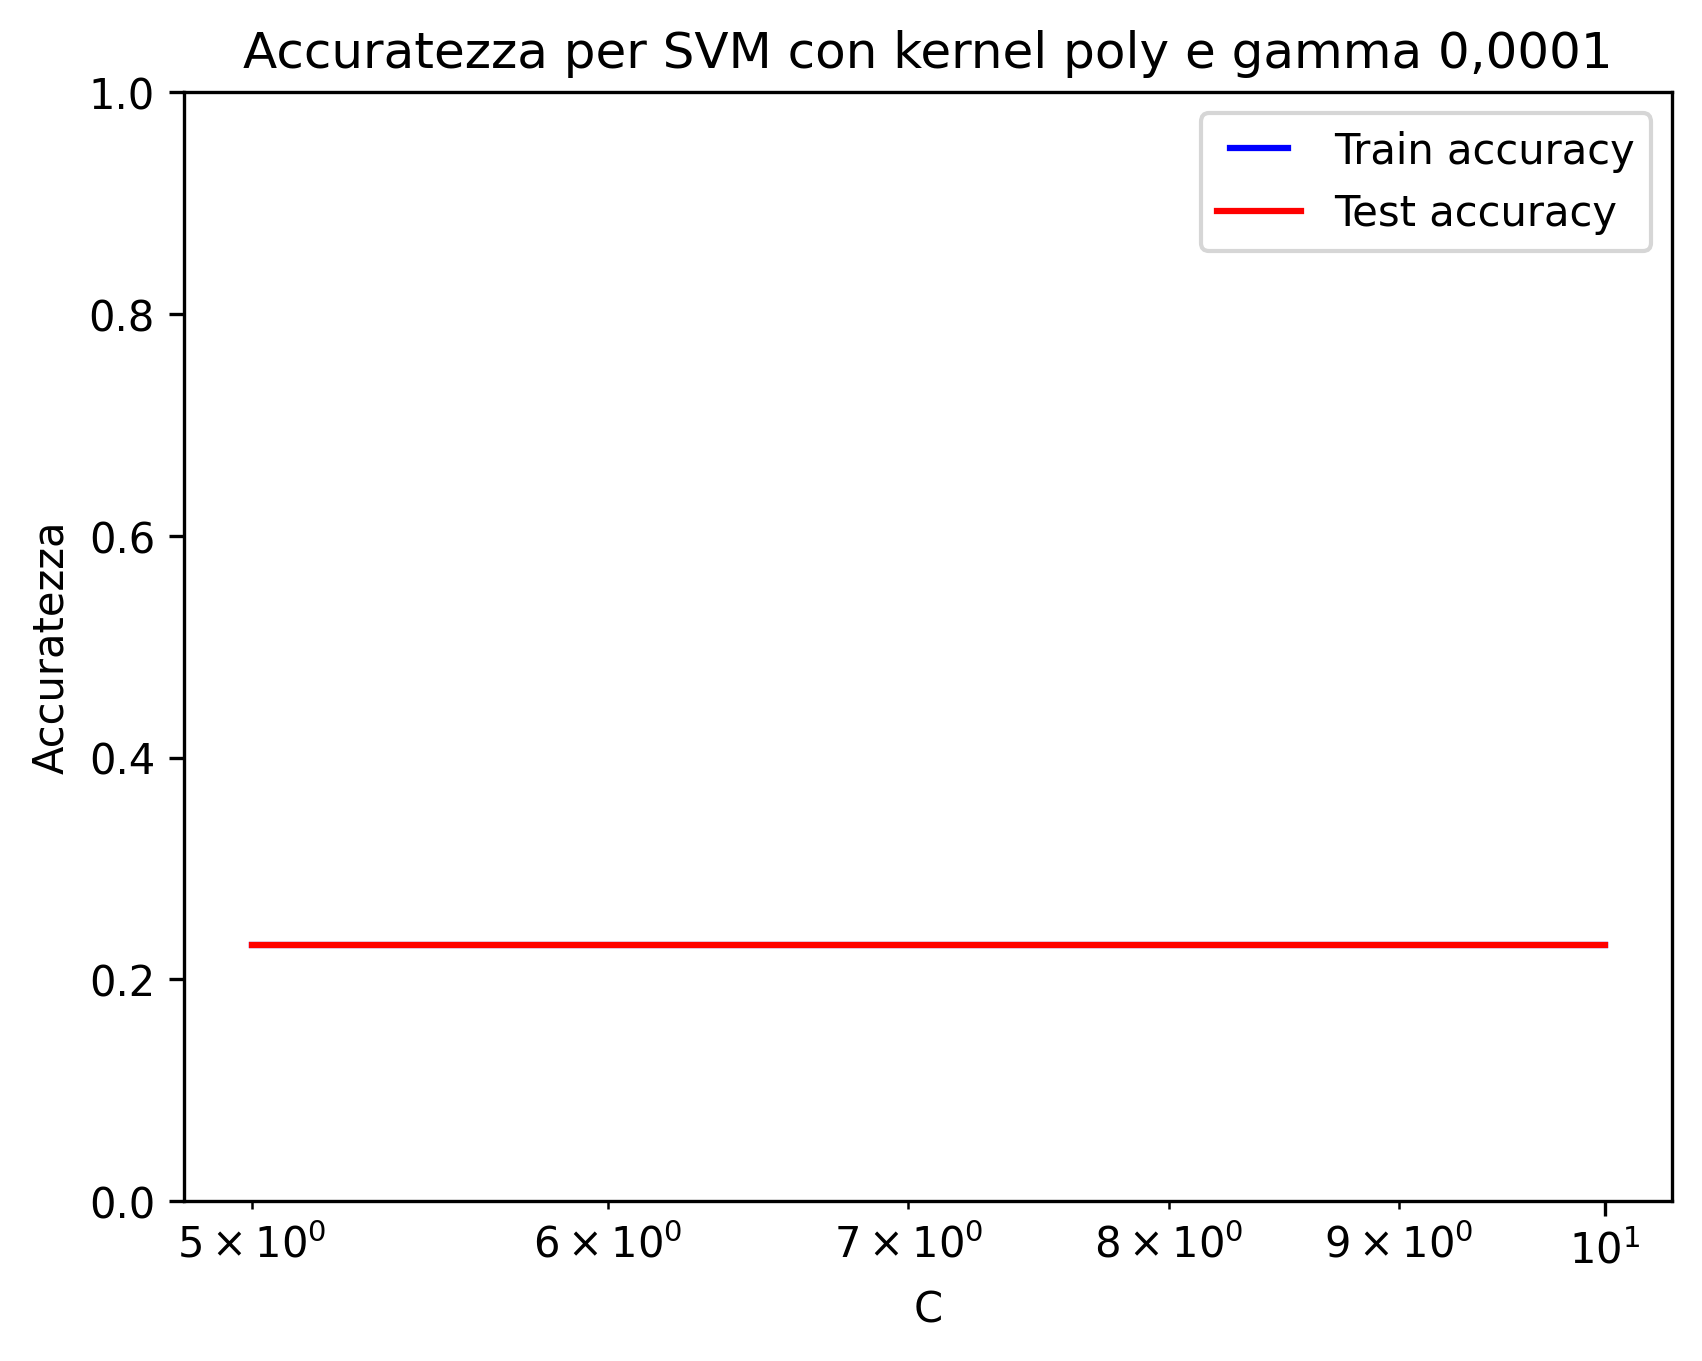 Accuratezza per SVM con kernel poly e gamma 0,0001
1.0
0.8
0.6
0.4
0.2
0.0
Accuratezza
Train accuracy
Test accuracy
5 × 10⁰ 6 × 10⁰ 7 × 10⁰ 8 × 10⁰ 9 × 10⁰ 10¹
C